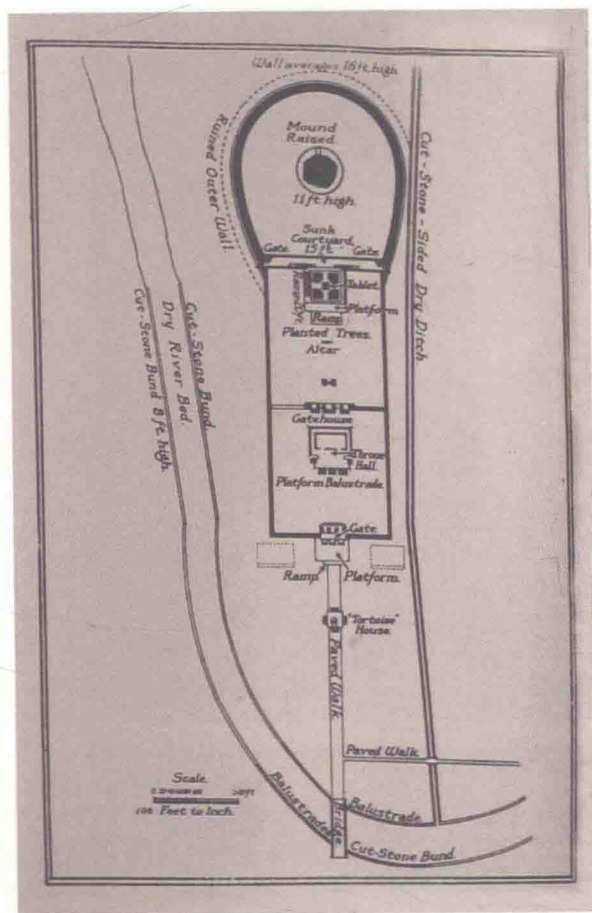 Wall averages 16 ft. high
Ruined Outer Wall.
Mound
Raised.
11 ft. high.
Cut-Stone-Sided Dry Ditch
Sunk
Courtyard,
15 ft
Gate
Gate
Tablet
Platform
Ramp
Planted Trees.
Altar
Cut-Stone Bund.
Dry River Bed.
Cut-Stone Bund 8 ft. high.
Gatehouse
Throne
Hall.
Platform Balustrade.
Gate
Ramp
Platform.
"Tortoise"
House
Paved Walk
Paved Walk
Scale.
Feet to Inch.
Balustrade
Balustrade.
Bridge
Cut-Stone Bund